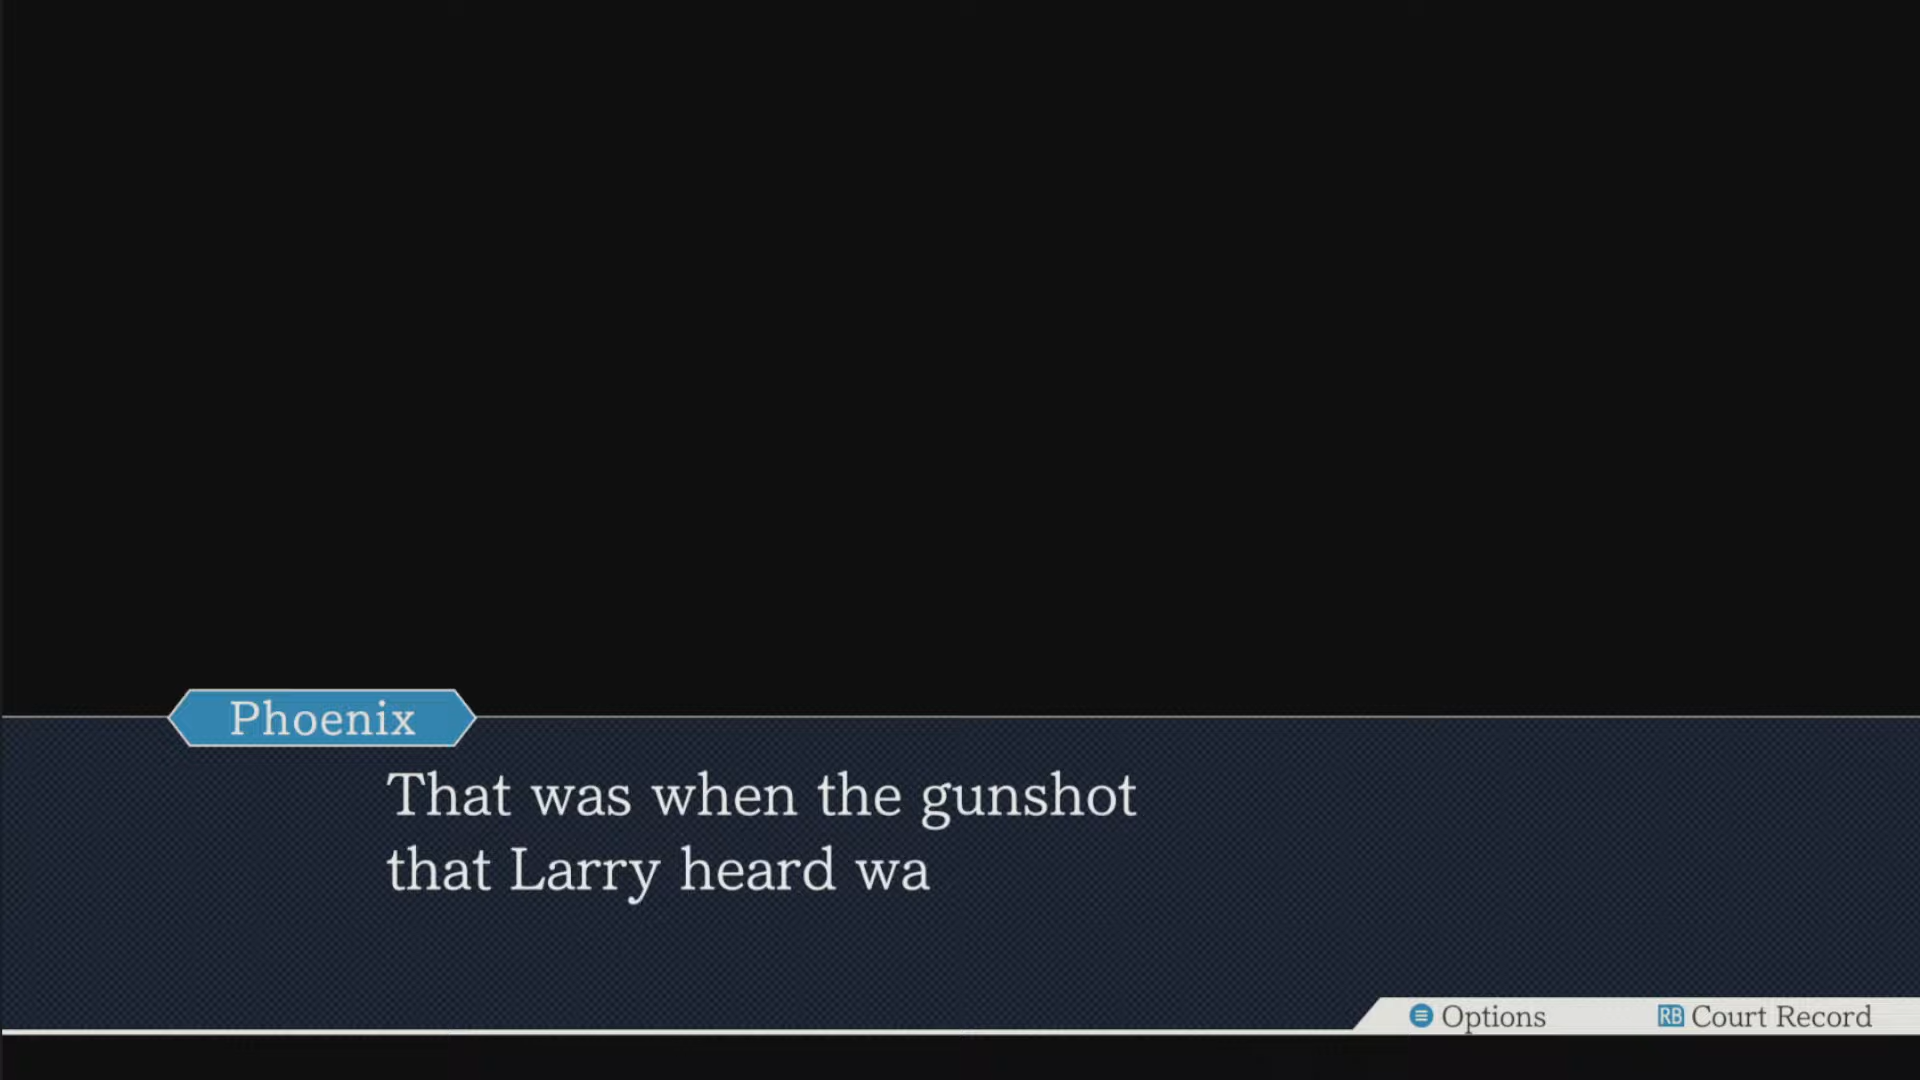 Phoenix
That was when the gunshot
that Larry heard wa
Options
RB Court Record